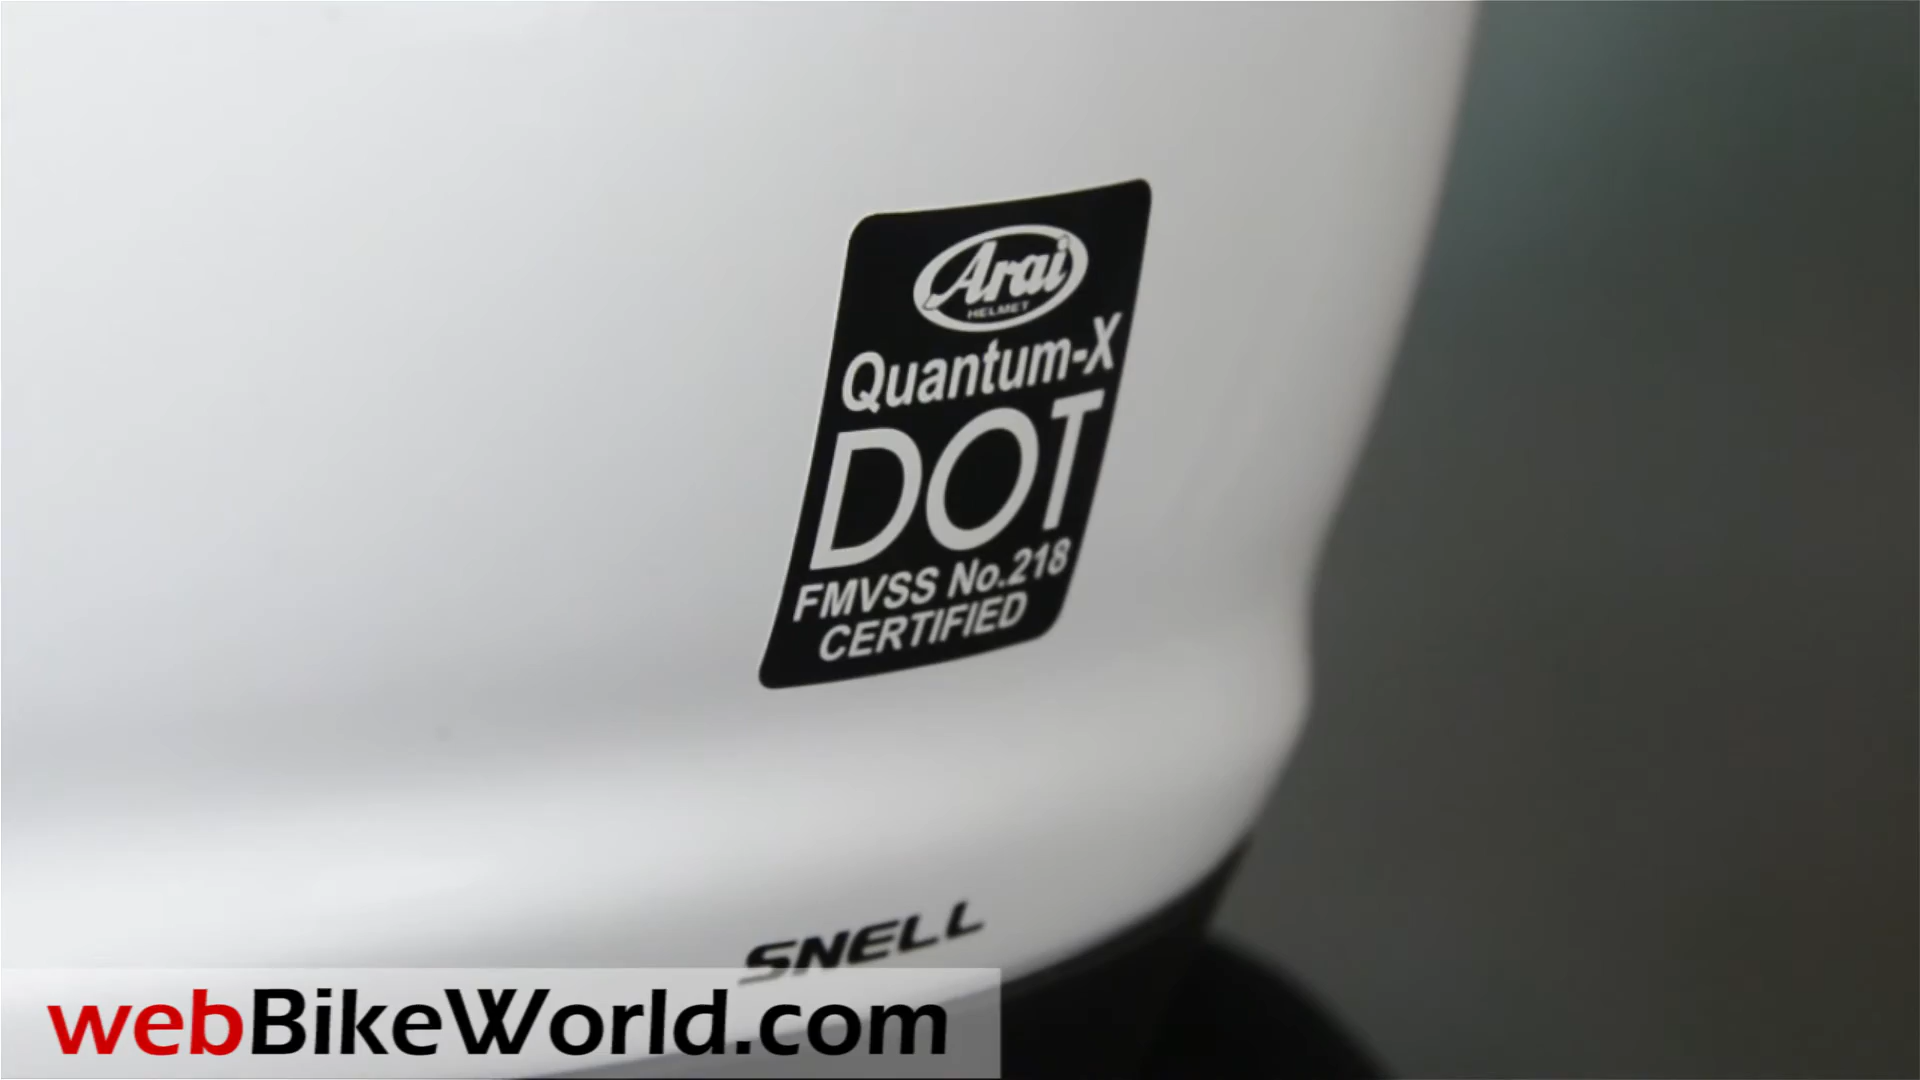 Arai
HELMET
Quantum-X
DOT
FMVSS No.218
CERTIFIED
SNELL
webBikeWorld.com